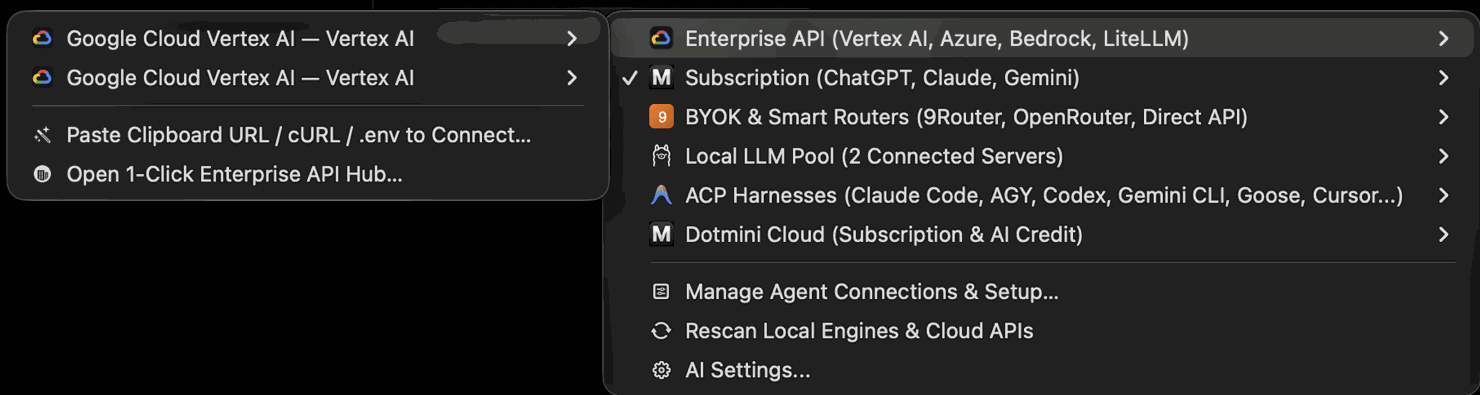 Google Cloud Vertex AI — Vertex AI
Google Cloud Vertex AI — Vertex AI
Paste Clipboard URL / cURL / .env to Connect...
Open 1-Click Enterprise API Hub...
Enterprise API (Vertex AI, Azure, Bedrock, LiteLLM)
M Subscription (ChatGPT, Claude, Gemini)
9 BYOK & Smart Routers (9Router, OpenRouter, Direct API)
Local LLM Pool (2 Connected Servers)
ACP Harnesses (Claude Code, AGY, Codex, Gemini CLI, Goose, Cursor...)
M Dotmini Cloud (Subscription & AI Credit)
Manage Agent Connections & Setup...
Rescan Local Engines & Cloud APIs
AI Settings...